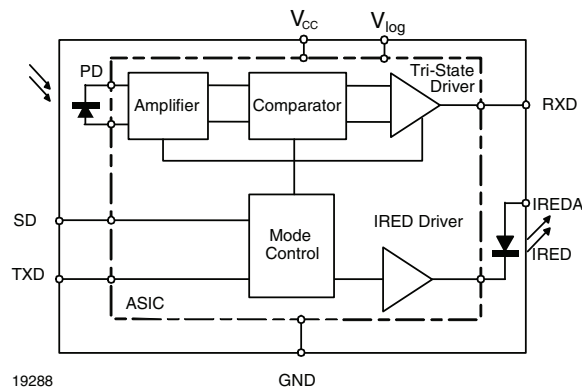 VCC
Vlog
Tri-State
Driver
PD
Amplifier
Comparator
RXD
IREDA
SD
IRED Driver
Mode
Control
IRED
TXD
ASIC
19288
GND